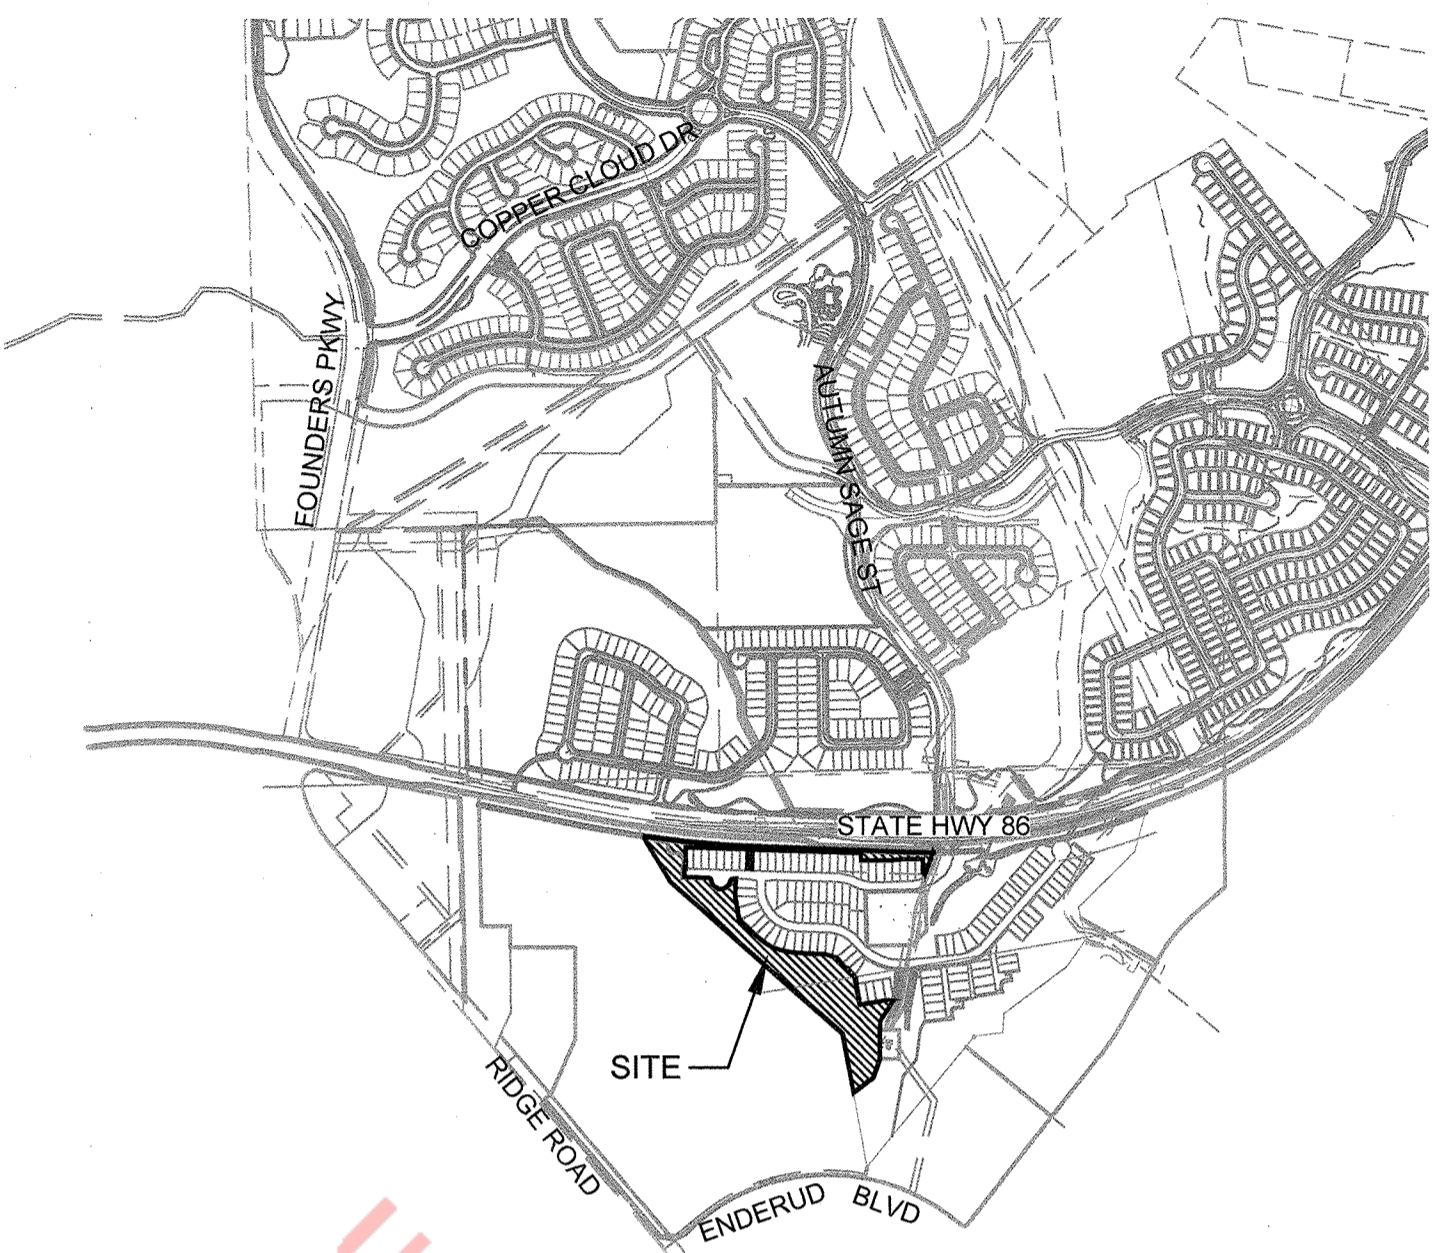 COPPER CLOUD DR
FOUNDERS PKWY
AUTUMN SAGE ST
STATE HWY 86
SITE
RIDGE ROAD
ENDERUD BLVD